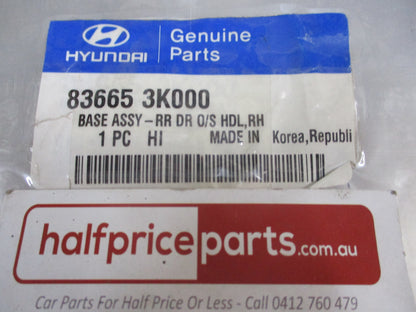 HYUNDAI
Genuine
Parts
83665 3K000
BASE ASSY-RR DR O/S HDL,RH
1 PC HI MADE IN Korea,Republi
halfpriceparts.com.au
Car Parts For Half Price Or Less - Call 0412 760 479